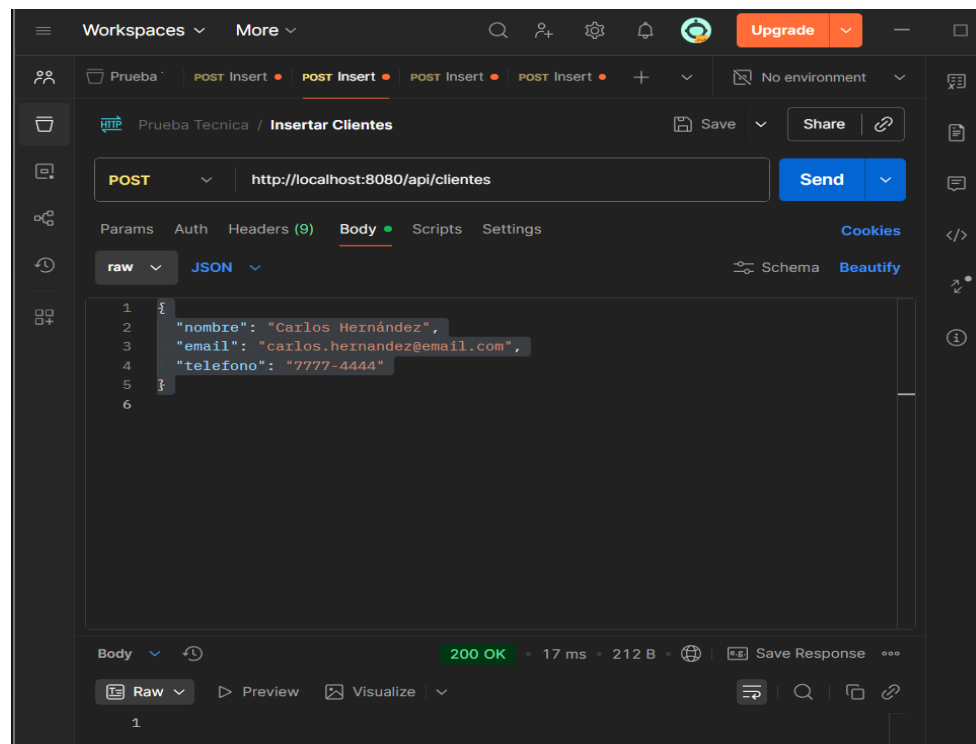 Workspaces More Upgrade
Prueba POST Insert POST Insert POST Insert POST Insert No environment
HTTP Prueba Tecnica / Insertar Clientes Save Share
POST http://localhost:8080/api/clientes Send
Params Auth Headers (9) Body Scripts Settings Cookies
raw JSON Schema Beautify
1 {
2 "nombre": "Carlos Hernández",
3 "email": "carlos.hernandez@email.com",
4 "telefono": "7777-4444"
5 }
6
Body 200 OK 17 ms 212 B e.g. Save Response
Raw Preview Visualize
1